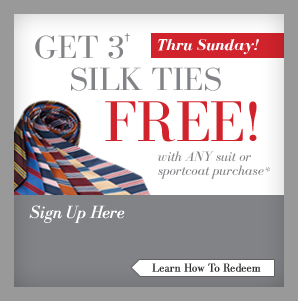 GET 3†
Thru Sunday!
SILK TIES
FREE!
with ANY suit or
sportcoat purchase*
Sign Up Here
Learn How To Redeem